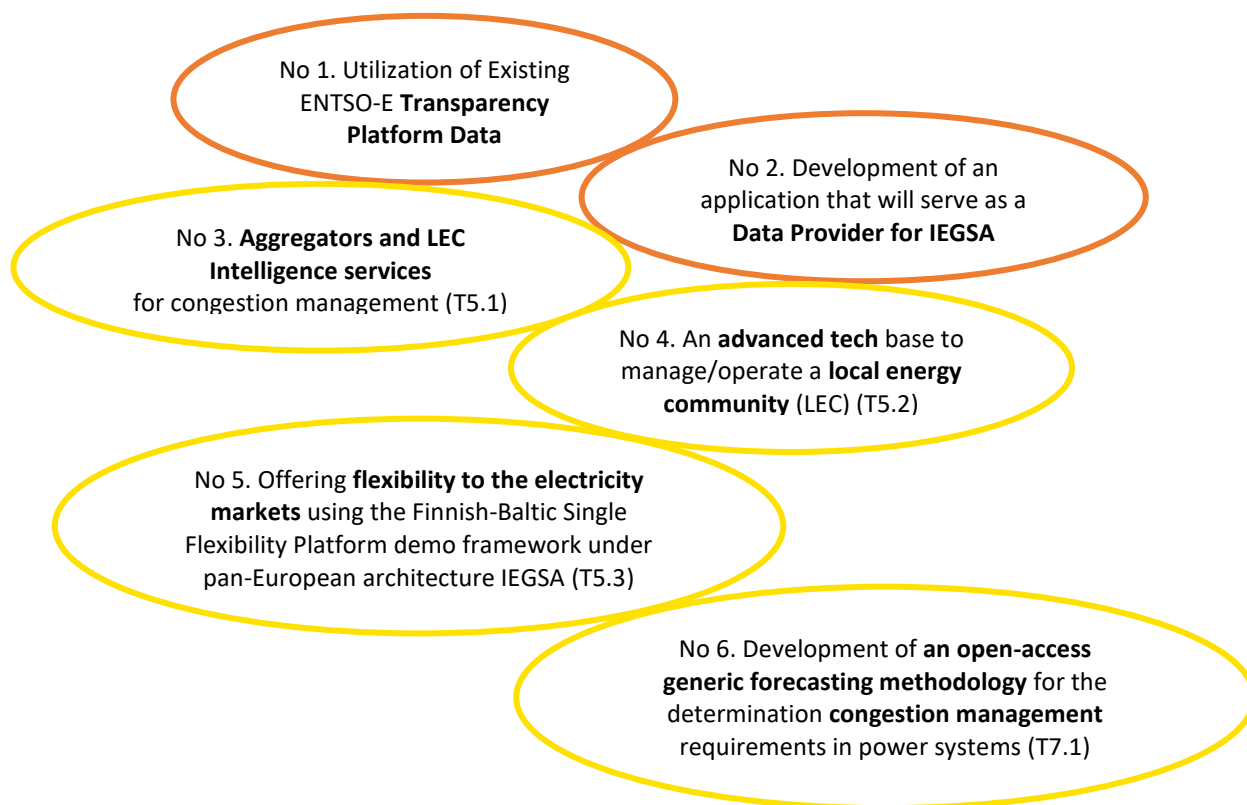 No 1. Utilization of Existing
ENTSO-E Transparency
Platform Data
No 2. Development of an
application that will serve as a
Data Provider for IEGSA
No 3. Aggregators and LEC
Intelligence services
for congestion management (T5.1)
No 4. An advanced tech base to
manage/operate a local energy
community (LEC) (T5.2)
No 5. Offering flexibility to the electricity
markets using the Finnish-Baltic Single
Flexibility Platform demo framework under
pan-European architecture IEGSA (T5.3)
No 6. Development of an open-access
generic forecasting methodology for the
determination congestion management
requirements in power systems (T7.1)